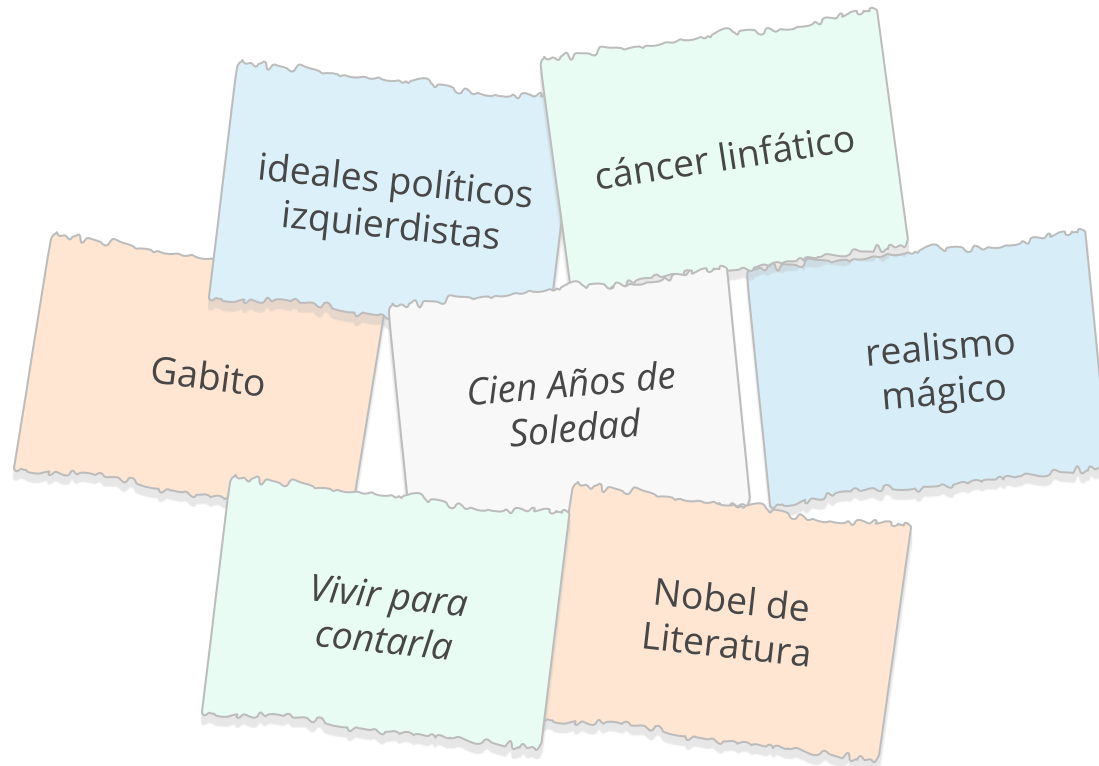 ideales políticos
izquierdistas
cáncer linfático
Gabito
Cien Años de
Soledad
realismo
mágico
Vivir para
contarla
Nobel de
Literatura